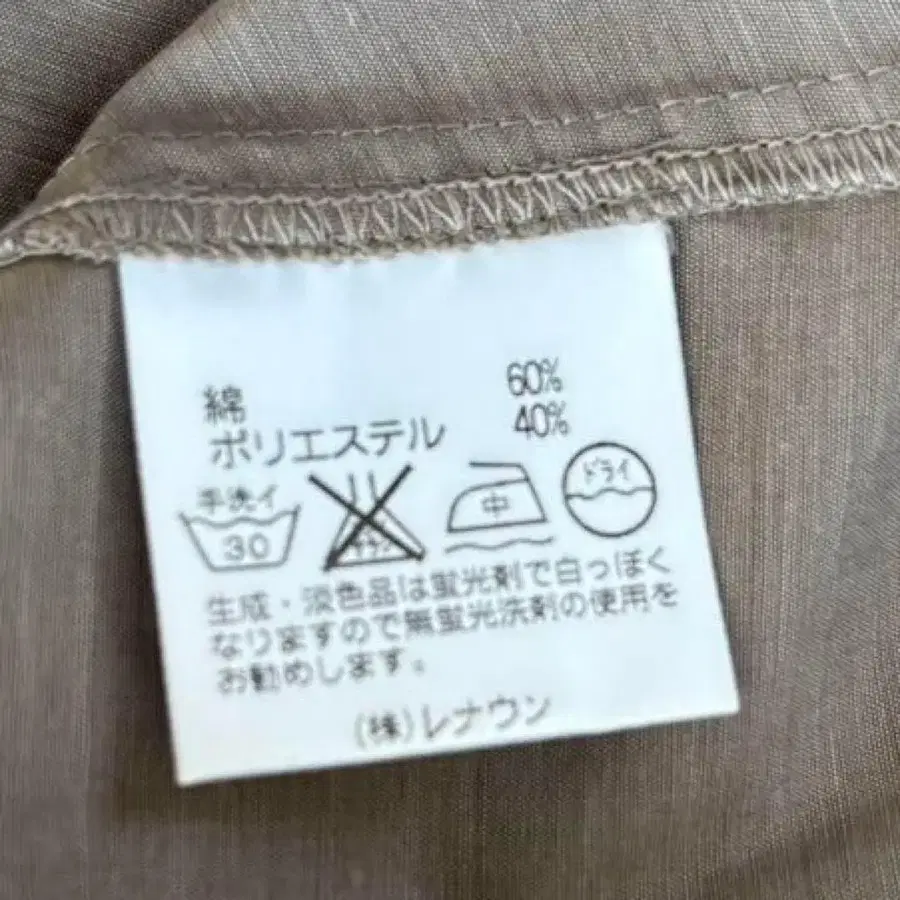 綿 60%
ポリエステル 40%
手洗イ 30 中 ドライ
生成・淡色品は蛍光剤で白っぽく
なりますので無蛍光洗剤の使用を
お勧めします。
(株)レナウン